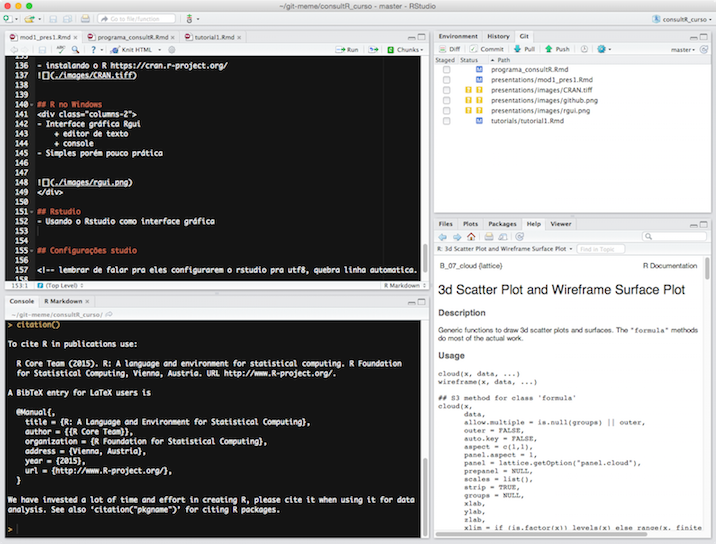 ~/git-meme/consultR_curso - master - RStudio
Go to file/function
consultR_curso
mod1_pres1.Rmd
programa_consultR.Rmd
tutorial1.Rmd
ABC
Knit HTML
Run
Chunks
135
136 - instalando o R https://cran.r-project.org/
137 ![](./images/CRAN.tiff)
138
139
140 ## R no Windows
141 <div class="columns-2">
142 - Interface gráfica Rgui
143 + editor de texto
144 + console
145 - Simples porém pouco prática
146
147
148 ![](./images/rgui.png)
149 </div>
150
151 ## Rstudio
152 - Usando o Rstudio como interface gráfica
153
154
155 ## Configurações studio
156
157 <!-- lembrar de falar pra eles configurarem o rstudio pra utf8, quebra linha automatica.
158
153:1 (Top Level) R Markdown
Console R Markdown
~/git-meme/consultR_curso/
> citation()
To cite R in publications use:
R Core Team (2015). R: A language and environment for statistical computing. R Foundation
for Statistical Computing, Vienna, Austria. URL http://www.R-project.org/.
A BibTeX entry for LaTeX users is
@Manual{,
title = {R: A Language and Environment for Statistical Computing},
author = {{R Core Team}},
organization = {R Foundation for Statistical Computing},
address = {Vienna, Austria},
year = {2015},
url = {http://www.R-project.org/},
}
We have invested a lot of time and effort in creating R, please cite it when using it for data
analysis. See also 'citation("pkgname")' for citing R packages.
>
Environment History Git
Diff Commit Pull Push master
Staged Status Path
M programa_consultR.Rmd
M presentations/mod1_pres1.Rmd
? ? presentations/images/CRAN.tiff
? ? presentations/images/github.png
? ? presentations/images/rgui.png
M tutorials/tutorial1.Rmd
Files Plots Packages Help Viewer
R: 3d Scatter Plot and Wireframe Surface Plot Find in Topic
B_07_cloud {lattice} R Documentation
3d Scatter Plot and Wireframe Surface Plot
Description
Generic functions to draw 3d scatter plots and surfaces. The "formula" methods
do most of the actual work.
Usage
cloud(x, data, ...)
wireframe(x, data, ...)
## S3 method for class 'formula'
cloud(x,
data,
allow.multiple = is.null(groups) || outer,
outer = FALSE,
auto.key = FALSE,
aspect = c(1,1),
panel.aspect = 1,
panel = lattice.getOption("panel.cloud"),
prepanel = NULL,
scales = list(),
strip = TRUE,
groups = NULL,
xlab,
ylab,
zlab,
xlim = if (is.factor(x)) levels(x) else range(x, finite